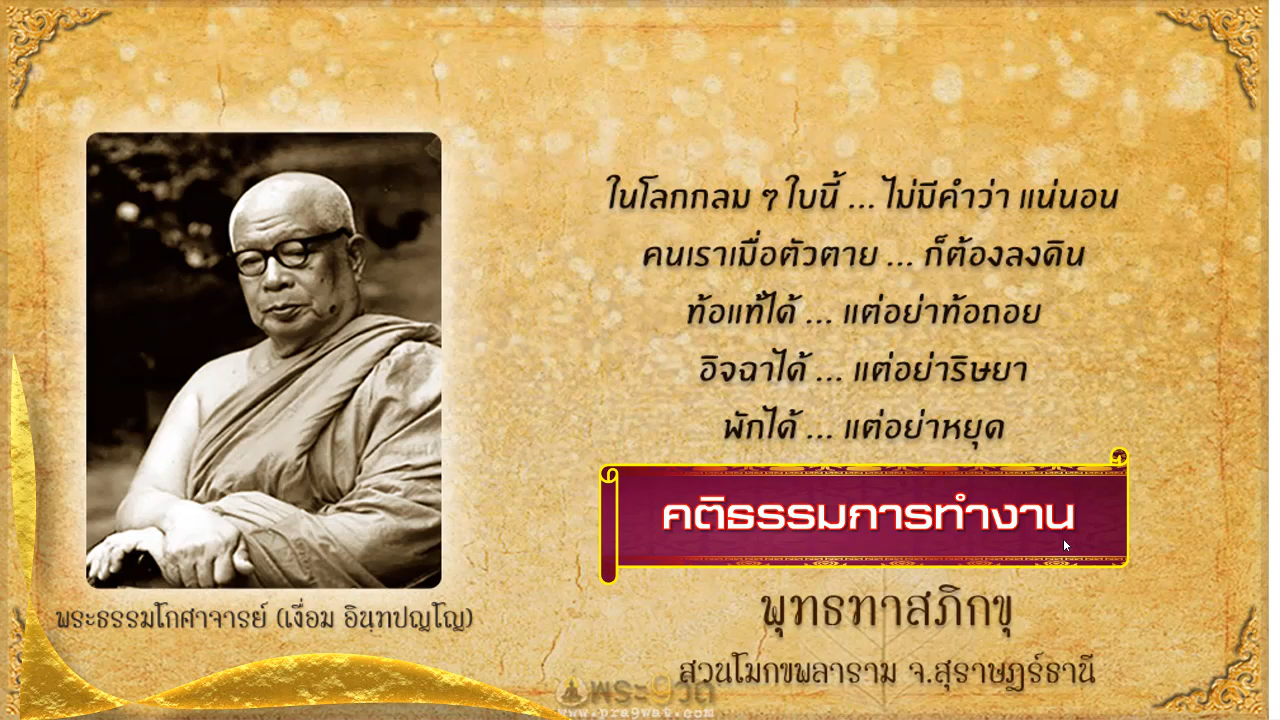 ในโลกกลม ๆ ใบนี้ ... ไม่มีคำว่า แน่นอน
คนเราเมื่อตัวตาย ... ก็ต้องลงดิน
ท้อแท้ได้ ... แต่อย่าท้อถอย
อิจฉาได้ ... แต่อย่าริษยา
พักได้ ... แต่อย่าหยุด
คติธรรมการทำงาน
พุทธทาสภิกขุ
สวนโมกขพลาราม จ.สุราษฎร์ธานี
พระธรรมโกศาจารย์ (เงื่อม อินฺทปญฺโญ)
พระ๑วัด
www.pra9wad.com